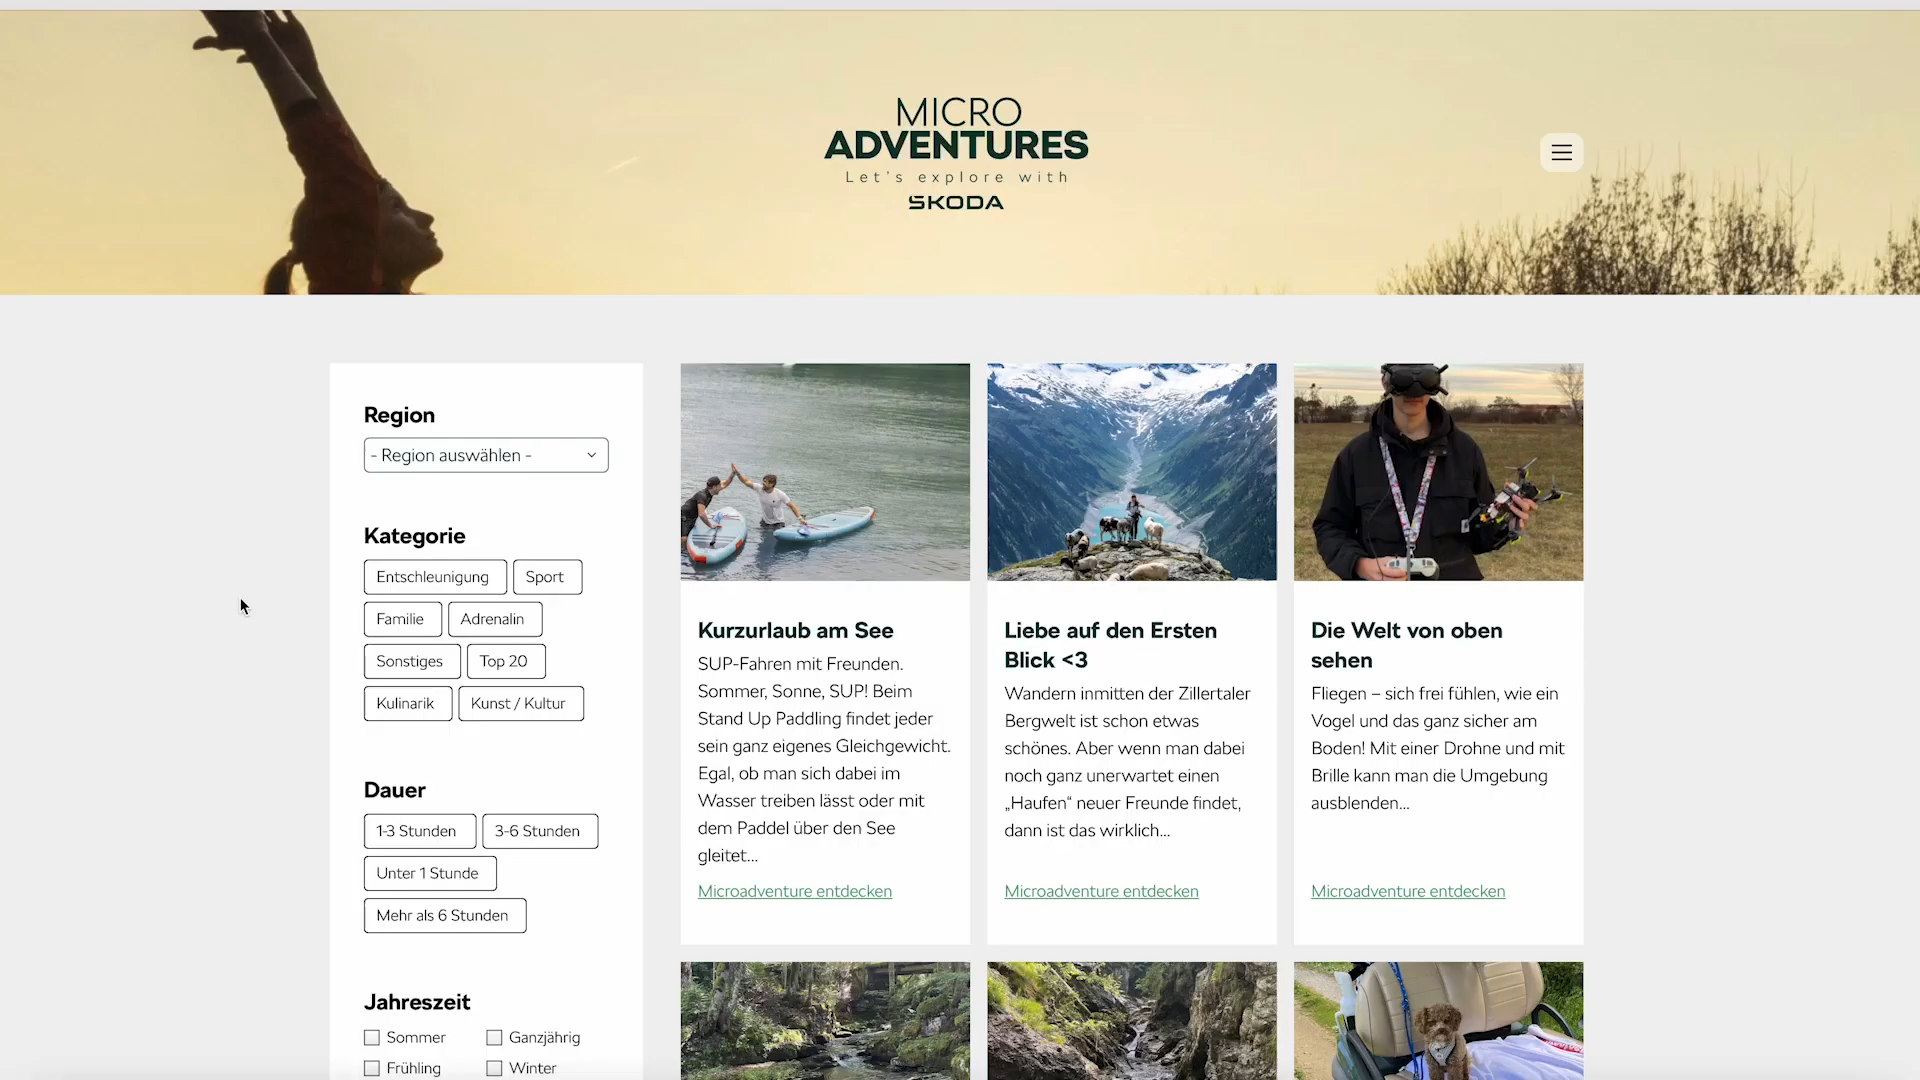 MICRO
ADVENTURES
Let's explore with
SKODA
Region
- Region auswählen -
Kategorie
Entschleunigung
Sport
Familie
Adrenalin
Sonstiges
Top 20
Kulinarik
Kunst / Kultur
Dauer
1-3 Stunden
3-6 Stunden
Unter 1 Stunde
Mehr als 6 Stunden
Jahreszeit
Sommer
Ganzjährig
Frühling
Winter
Kurzurlaub am See
SUP-Fahren mit Freunden.
Sommer, Sonne, SUP! Beim
Stand Up Paddling findet jeder
sein ganz eigenes Gleichgewicht.
Egal, ob man sich dabei im
Wasser treiben lässt oder mit
dem Paddel über den See
gleitet...
Microadventure entdecken
Liebe auf den Ersten
Blick <3
Wandern inmitten der Zillertaler
Bergwelt ist schon etwas
schönes. Aber wenn man dabei
noch ganz unerwartet einen
„Haufen“ neuer Freunde findet,
dann ist das wirklich...
Microadventure entdecken
Die Welt von oben
sehen
Fliegen – sich frei fühlen, wie ein
Vogel und das ganz sicher am
Boden! Mit einer Drohne und mit
Brille kann man die Umgebung
ausblenden...
Microadventure entdecken